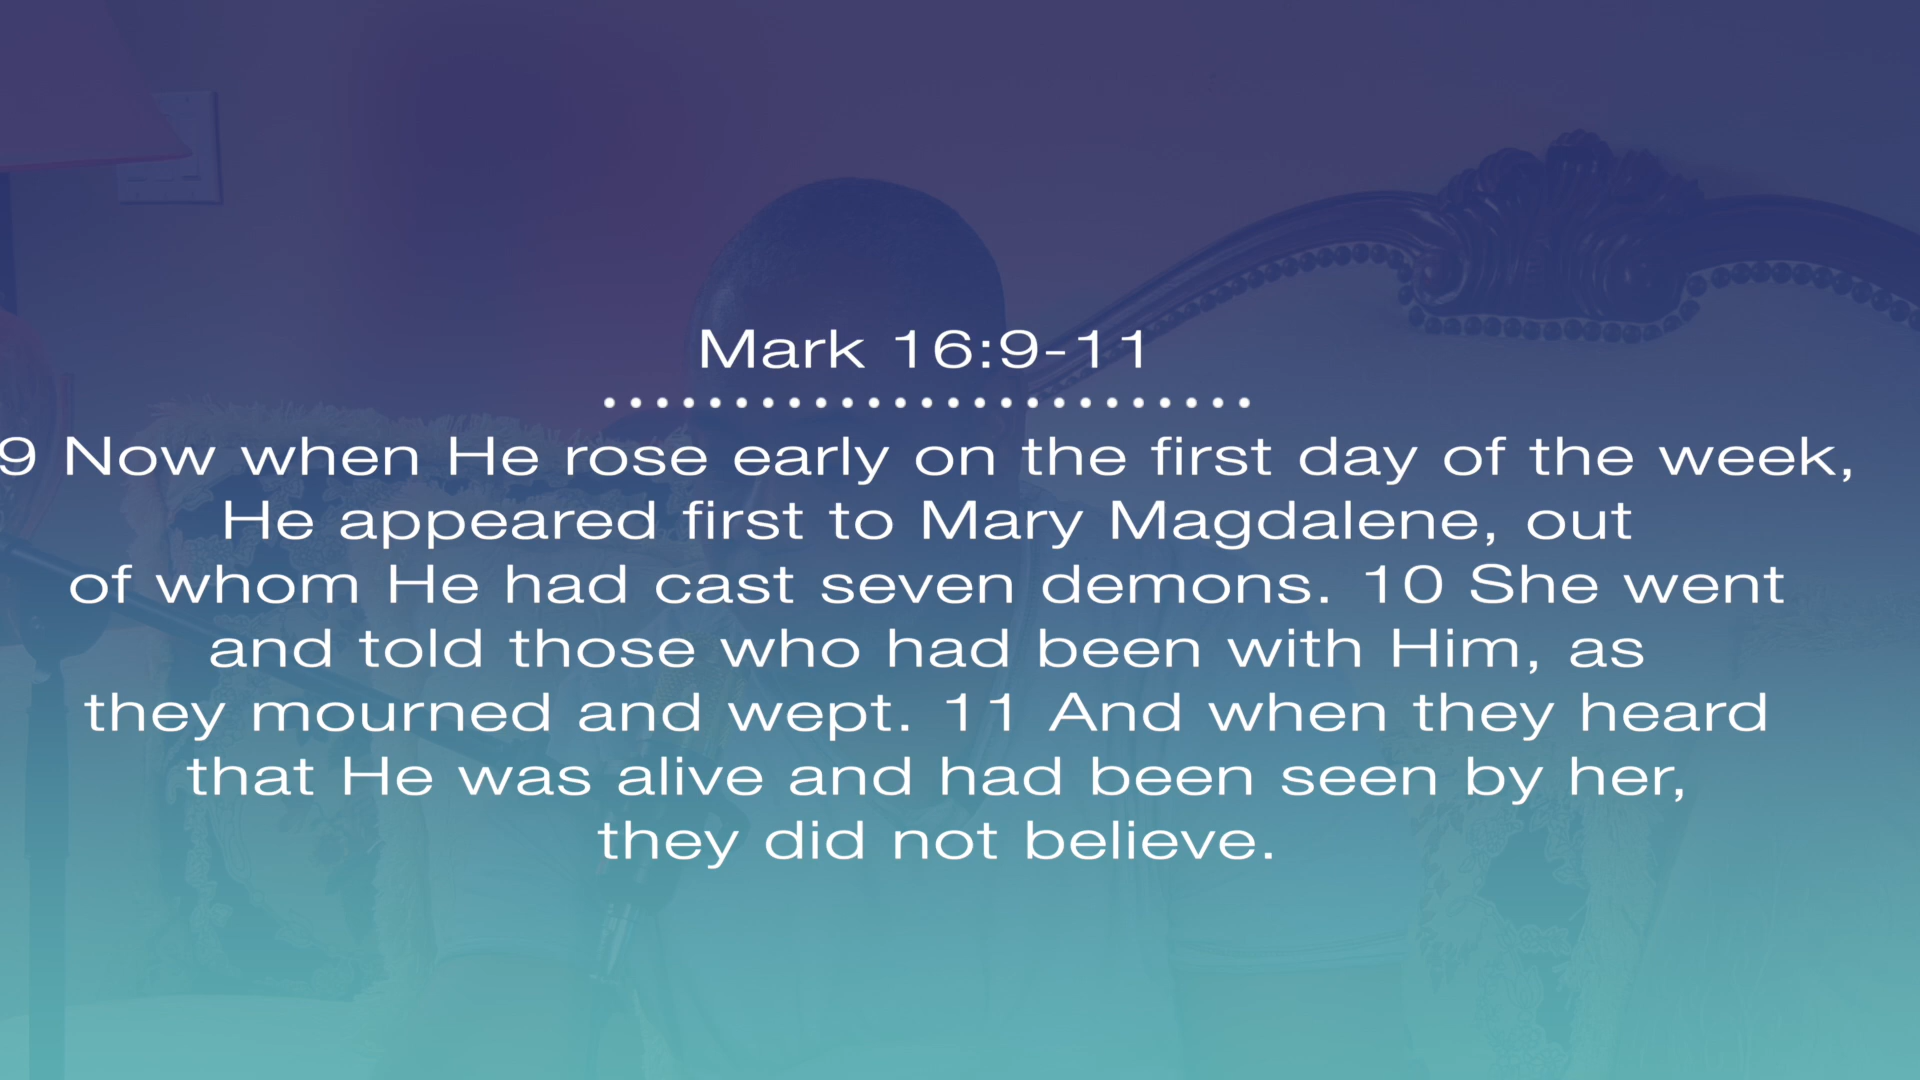 Mark 16:9-11
9 Now when He rose early on the first day of the week,
He appeared first to Mary Magdalene, out
of whom He had cast seven demons. 10 She went
and told those who had been with Him, as
they mourned and wept. 11 And when they heard
that He was alive and had been seen by her,
they did not believe.